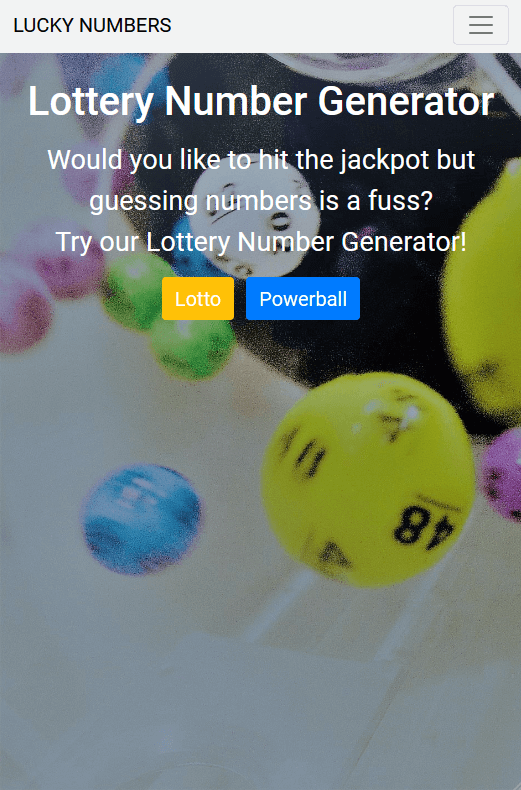 LUCKY NUMBERS
Lottery Number Generator
Would you like to hit the jackpot but
guessing numbers is a fuss?
Try our Lottery Number Generator!
Lotto
Powerball
48